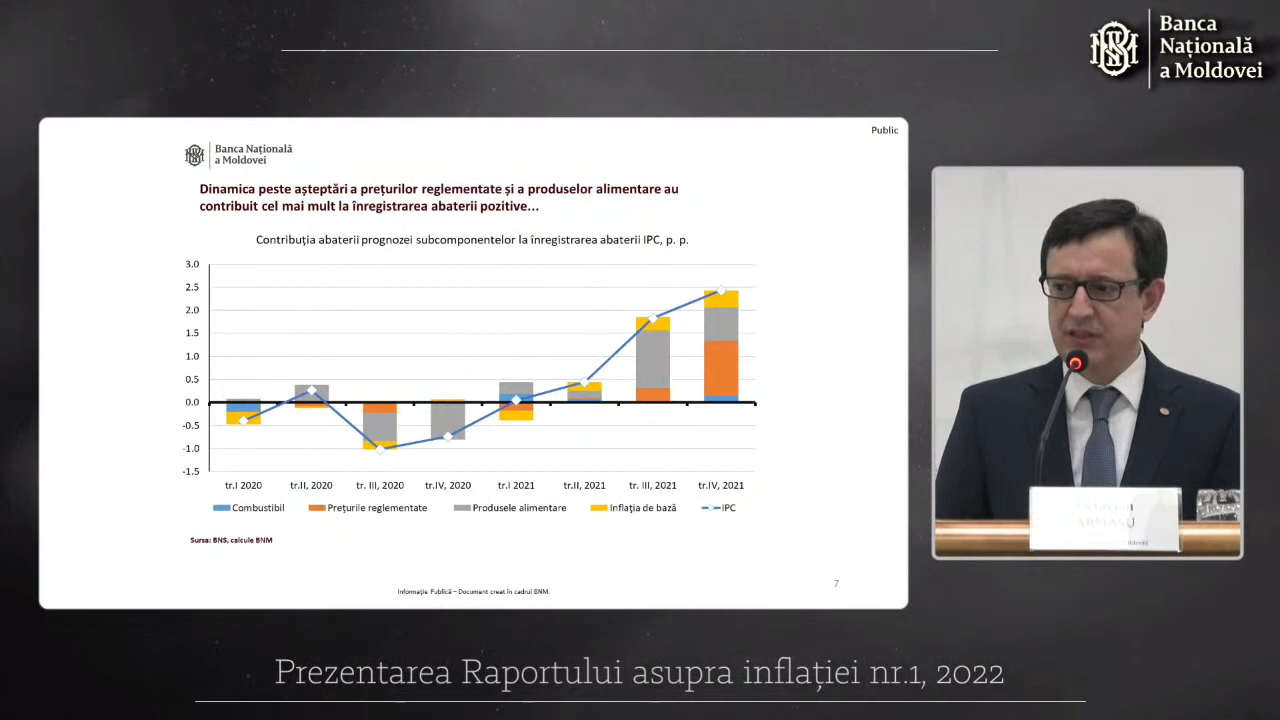 Banca
Națională
a Moldovei
Public
Banca Națională
a Moldovei
Dinamica peste așteptări a prețurilor reglementate și a produselor alimentare au
contribuit cel mai mult la înregistrarea abaterii pozitive...
Contribuția abaterii prognozei subcomponentelor la înregistrarea abaterii IPC, p. p.
3.0
2.5
2.0
1.5
1.0
0.5
0.0
-0.5
-1.0
-1.5
tr.I 2020 tr.II, 2020 tr. III, 2020 tr.IV, 2020 tr.I 2021 tr.II, 2021 tr. III, 2021 tr.IV, 2021
Combustibil Prețurile reglementate Produsele alimentare Inflația de bază IPC
Sursa: BNS, calcule BNM
7
Informație Publică – Document creat în cadrul BNM.
ARMAȘU
Prezentarea Raportului asupra inflației nr.1, 2022